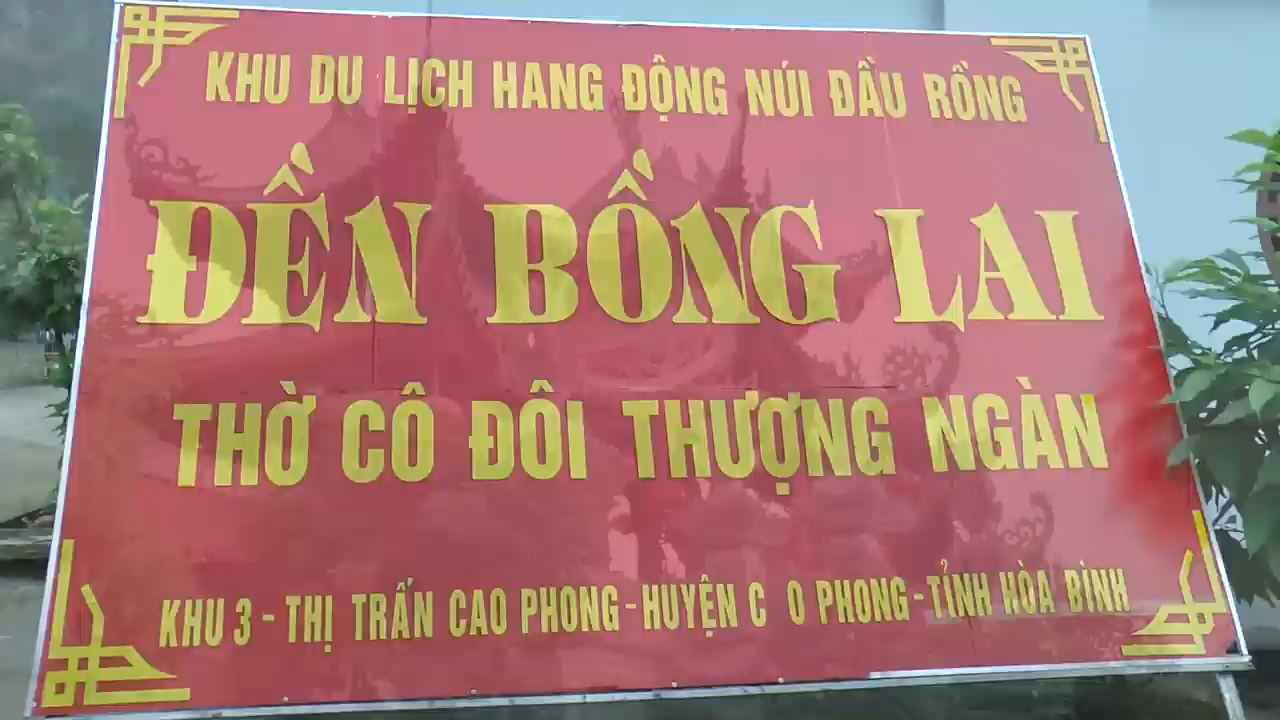 KHU DU LỊCH HANG ĐỘNG NÚI ĐẦU RỒNG
ĐỀN BỒNG LAI
THỜ CÔ ĐÔI THƯỢNG NGÀN
KHU 3 - THỊ TRẤN CAO PHONG - HUYỆN C O PHONG - TỈNH HÒA BÌNH